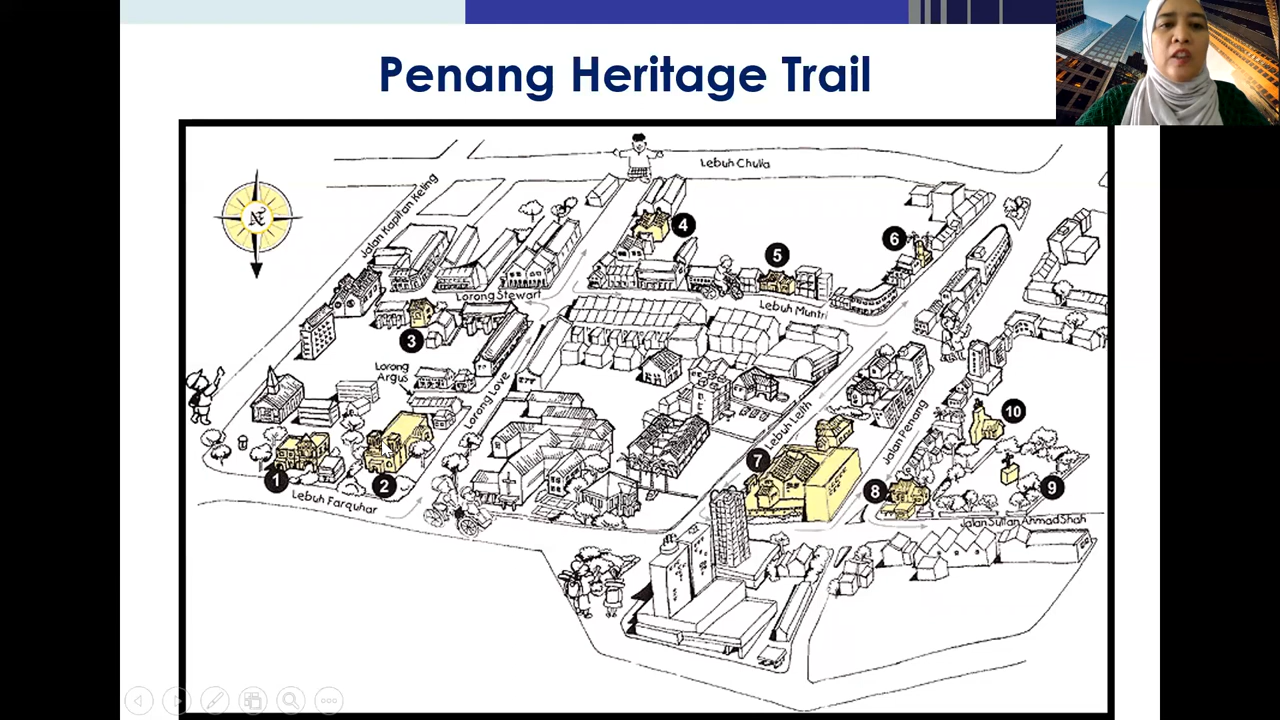 Penang Heritage Trail
Lebuh Chulia
Jalan Kapitan Keling
N
4
6
5
Lorong Stewart
Lebuh Muntri
3
Lorong
Argus
Lorong Love
Lebuh Leith
Jalan Penang
10
7
1
2
8
9
Lebuh Farquhar
Jalan Sultan Ahmad Shah